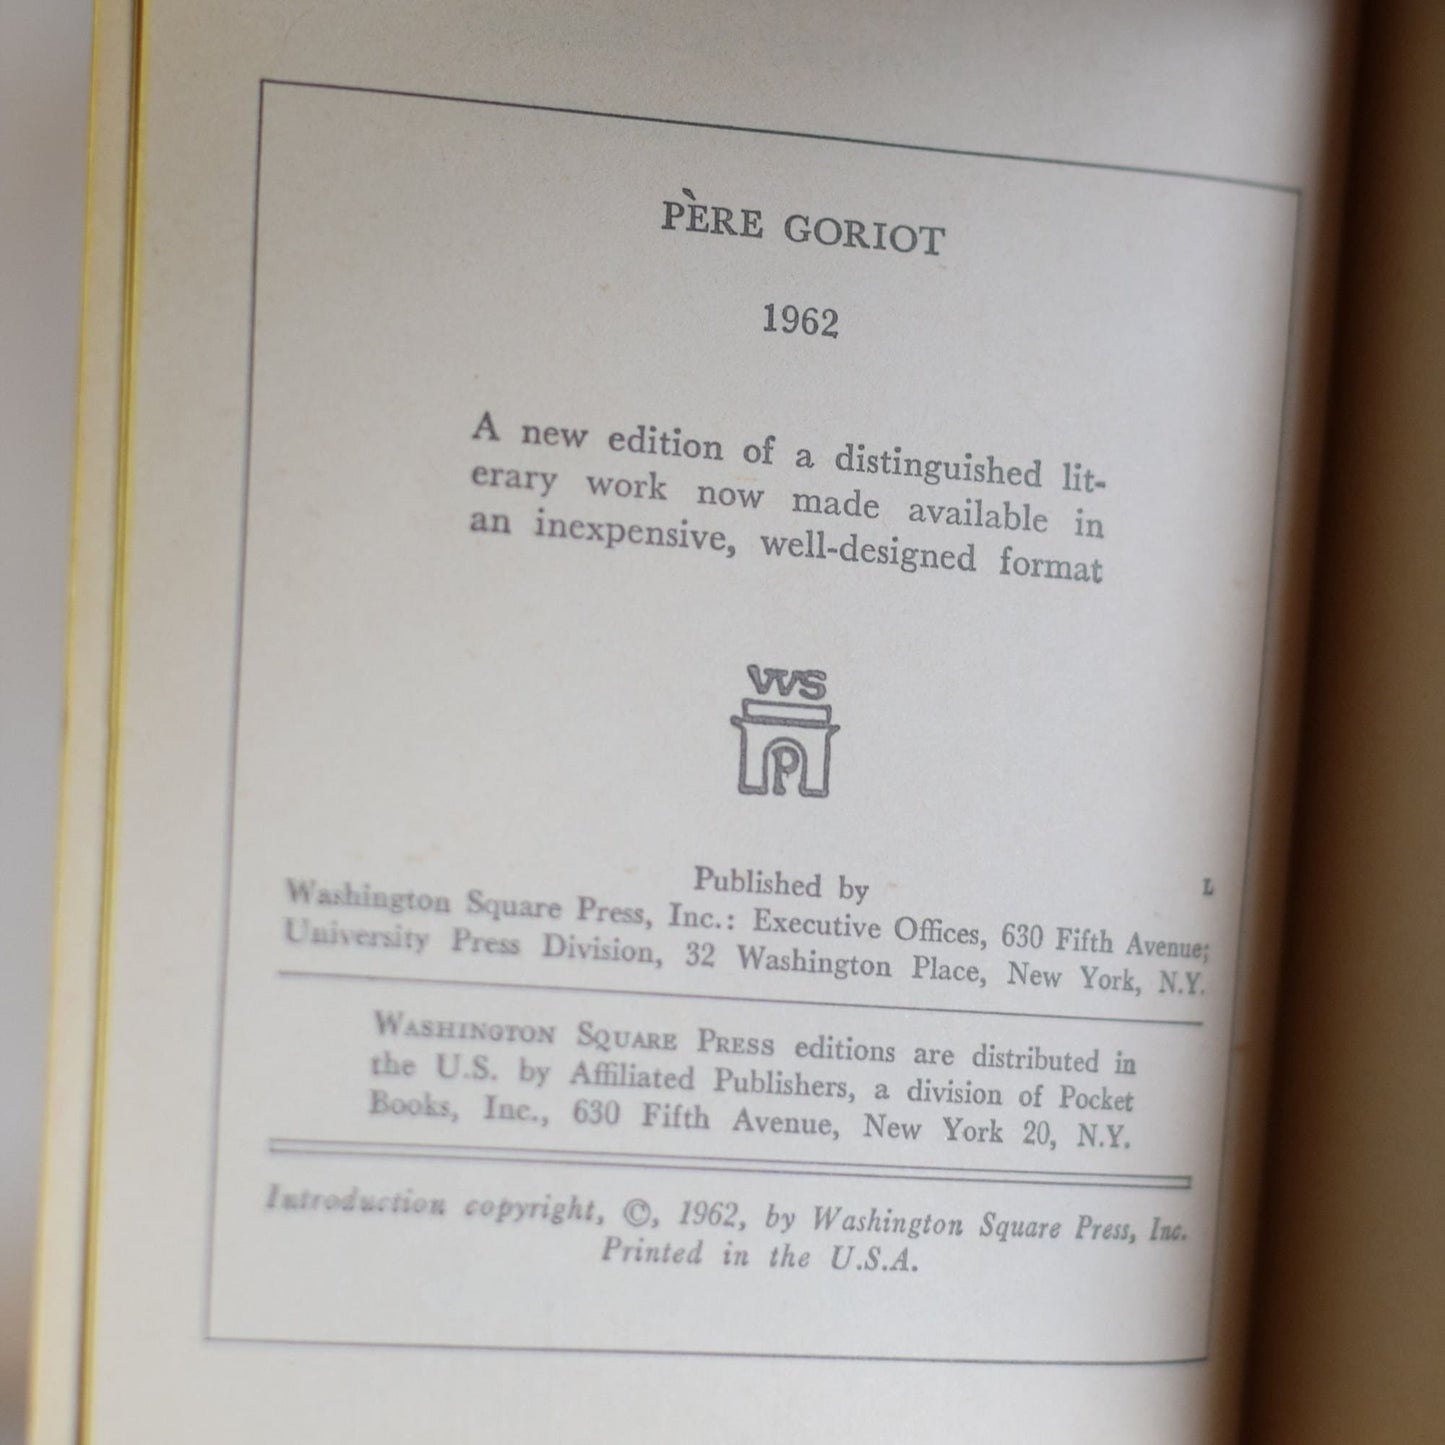 PÈRE GORIOT
1962
A new edition of a distinguished lit-
erary work now made available in
an inexpensive, well-designed format
WS
P
Published by
L
Washington Square Press, Inc.: Executive Offices, 630 Fifth Avenue;
University Press Division, 32 Washington Place, New York, N.Y.
WASHINGTON SQUARE PRESS editions are distributed in
the U.S. by Affiliated Publishers, a division of Pocket
Books, Inc., 630 Fifth Avenue, New York 20, N.Y.
Introduction copyright, ©, 1962, by Washington Square Press, Inc.
Printed in the U.S.A.